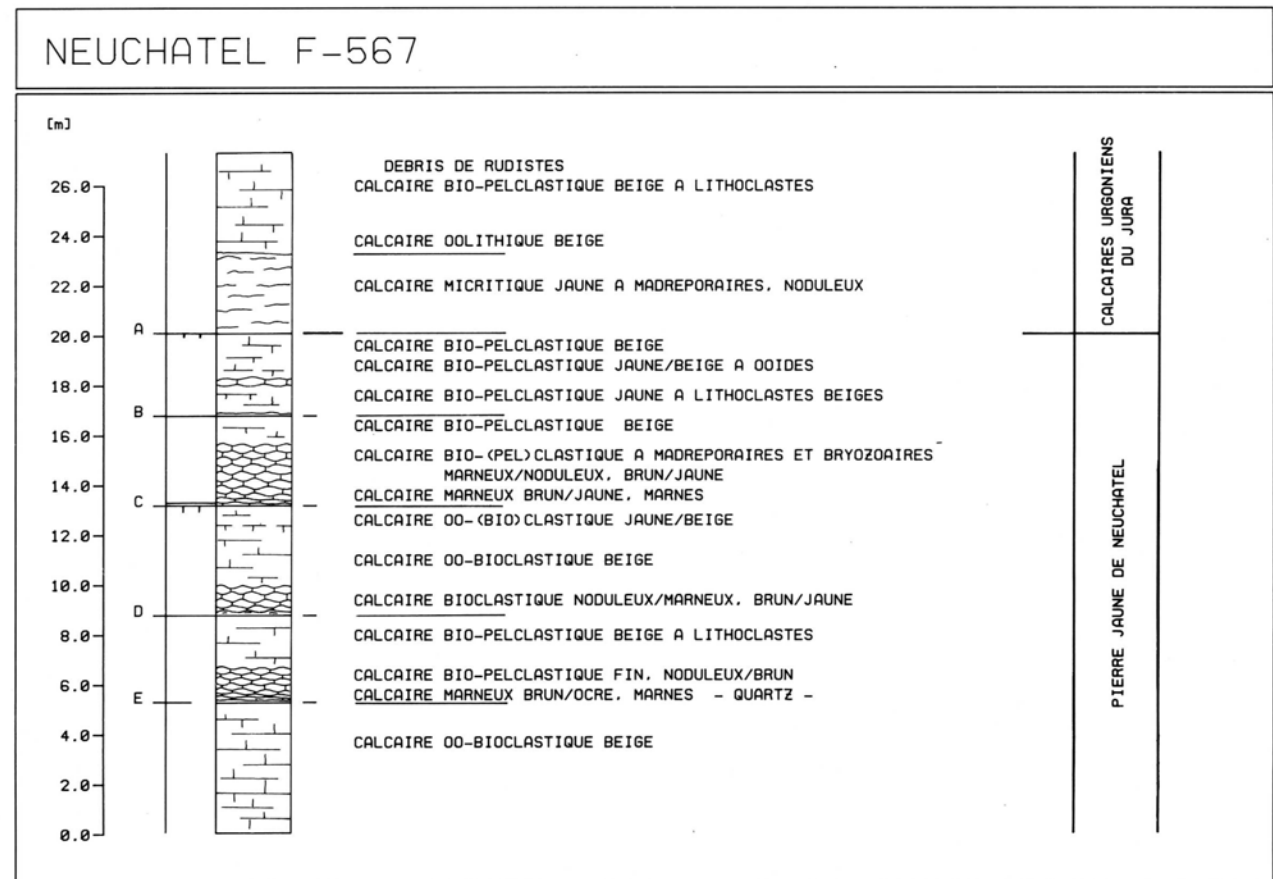 NEUCHATEL F-567
[m]
DEBRIS DE RUDISTES
26.0
CALCAIRE BIO-PELCLASTIQUE BEIGE A LITHOCLASTES
24.0
CALCAIRE OOLITHIQUE BEIGE
22.0
CALCAIRE MICRITIQUE JAUNE A MADREPORAIRES, NODULEUX
CALCAIRES URGONIENS
DU JURA
A
20.0
CALCAIRE BIO-PELCLASTIQUE BEIGE
CALCAIRE BIO-PELCLASTIQUE JAUNE/BEIGE A OOIDES
18.0
CALCAIRE BIO-PELCLASTIQUE JAUNE A LITHOCLASTES BEIGES
B
CALCAIRE BIO-PELCLASTIQUE BEIGE
16.0
CALCAIRE BIO-(PEL)CLASTIQUE A MADREPORAIRES ET BRYOZOAIRES
MARNEUX/NODULEUX, BRUN/JAUNE
14.0
CALCAIRE MARNEUX BRUN/JAUNE, MARNES
C
CALCAIRE OO-(BIO)CLASTIQUE JAUNE/BEIGE
12.0
CALCAIRE OO-BIOCLASTIQUE BEIGE
10.0
CALCAIRE BIOCLASTIQUE NODULEUX/MARNEUX, BRUN/JAUNE
D
8.0
CALCAIRE BIO-PELCLASTIQUE BEIGE A LITHOCLASTES
CALCAIRE BIO-PELCLASTIQUE FIN, NODULEUX/BRUN
6.0
CALCAIRE MARNEUX BRUN/OCRE, MARNES - QUARTZ -
E
4.0
CALCAIRE OO-BIOCLASTIQUE BEIGE
2.0
0.0
PIERRE JAUNE DE NEUCHATEL